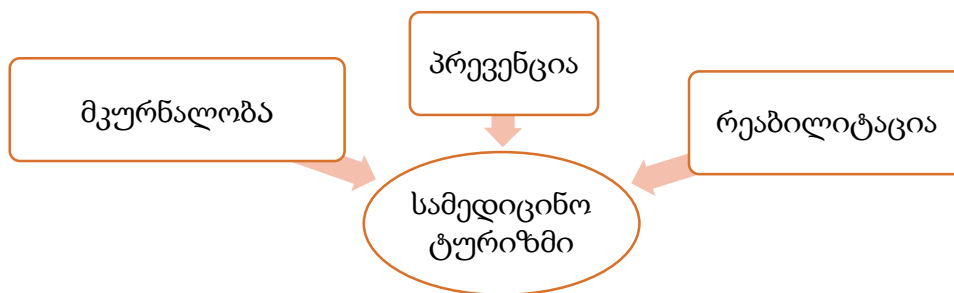 პრევენცია
მკურნალობა
რეაბილიტაცია
სამედიცინო
ტურიზმი